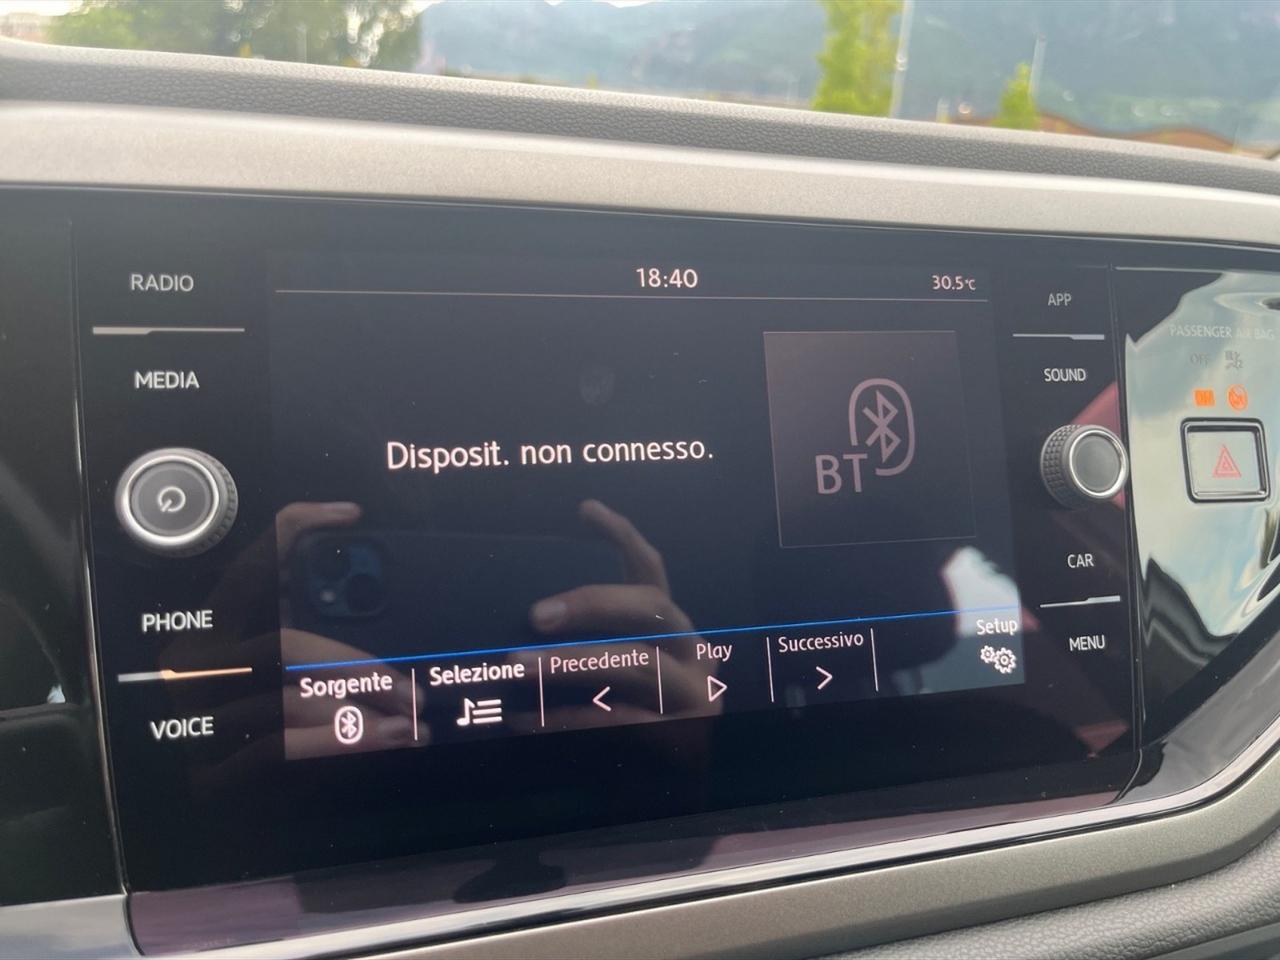 18:40
30.5°C
RADIO
MEDIA
PHONE
VOICE
Disposit. non connesso.
BT
Sorgente
Selezione
Precedente
Play
Successivo
Setup
APP
SOUND
CAR
MENU
PASSENGER AIR BAG
OFF